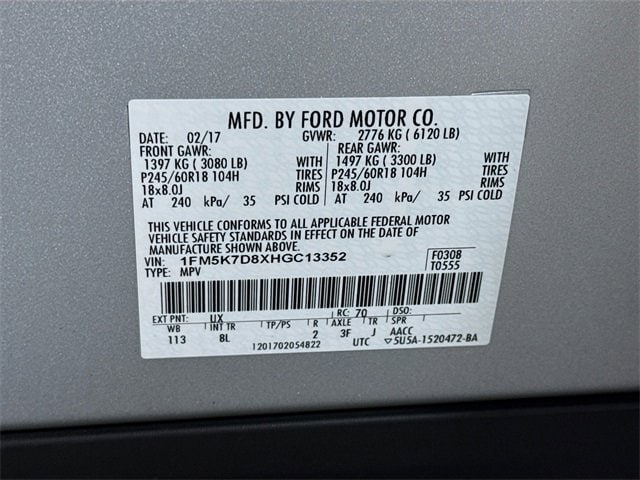 MFD. BY FORD MOTOR CO.
DATE: 02/17 GVWR: 2776 KG ( 6120 LB)
FRONT GAWR: REAR GAWR:
1397 KG ( 3080 LB) WITH 1497 KG ( 3300 LB) WITH
P245/60R18 104H TIRES P245/60R18 104H TIRES
18x8.0J RIMS 18x8.0J RIMS
AT 240 kPa/ 35 PSI COLD AT 240 kPa/ 35 PSI COLD
THIS VEHICLE CONFORMS TO ALL APPLICABLE FEDERAL MOTOR
VEHICLE SAFETY STANDARDS IN EFFECT ON THE DATE OF
MANUFACTURE SHOWN ABOVE.
VIN: 1FM5K7D8XHGC13352 F0308
TYPE: MPV T0555
EXT PNT: UX RC: 70 DSO:
WB INT TR TP/PS R AXLE TR SPR
113 8L 2 3F J AACC
1201702054822 UTC ▽5U5A-1520472-BA